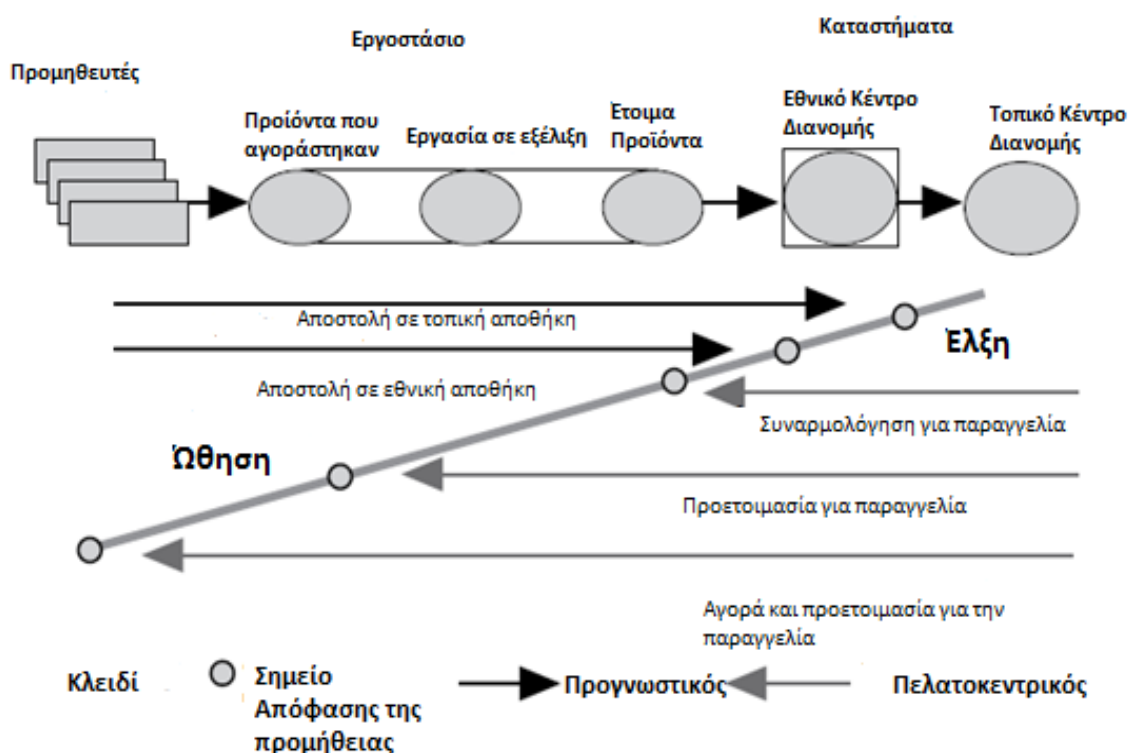 Προμηθευτές
Εργοστάσιο
Καταστήματα
Προϊόντα που
αγοράστηκαν
Εργασία σε εξέλιξη
Έτοιμα
Προϊόντα
Εθνικό Κέντρο
Διανομής
Τοπικό Κέντρο
Διανομής
Αποστολή σε τοπική αποθήκη
Έλξη
Αποστολή σε εθνική αποθήκη
Συναρμολόγηση για παραγγελία
Ώθηση
Προετοιμασία για παραγγελία
Αγορά και προετοιμασία για την
παραγγελία
Κλειδί
Σημείο
Απόφασης της
προμήθειας
Προγνωστικός
Πελατοκεντρικός